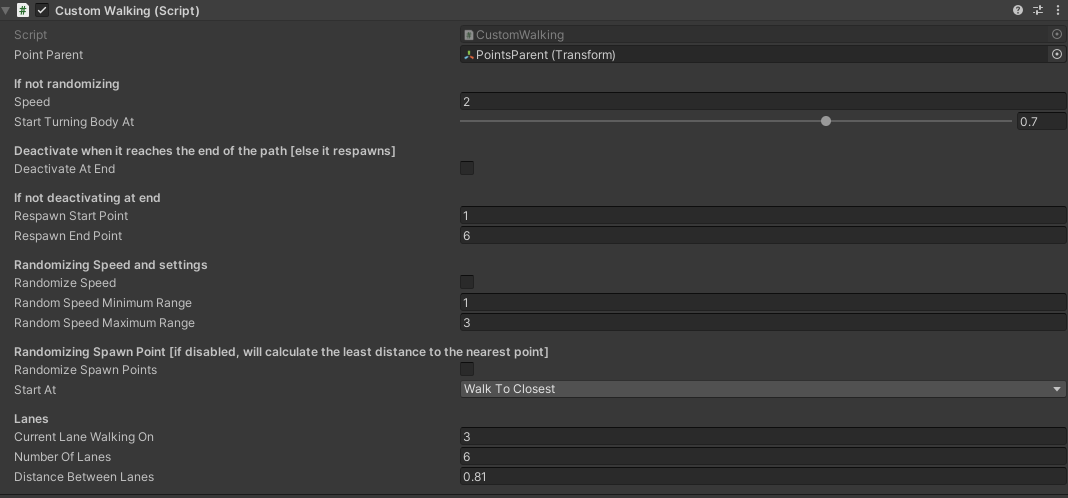 Custom Walking (Script)
Script CustomWalking
Point Parent PointsParent (Transform)
If not randomizing
Speed 2
Start Turning Body At 0.7
Deactivate when it reaches the end of the path [else it respawns]
Deactivate At End
If not deactivating at end
Respawn Start Point 1
Respawn End Point 6
Randomizing Speed and settings
Randomize Speed
Random Speed Minimum Range 1
Random Speed Maximum Range 3
Randomizing Spawn Point [if disabled, will calculate the least distance to the nearest point]
Randomize Spawn Points
Start At Walk To Closest
Lanes
Current Lane Walking On 3
Number Of Lanes 6
Distance Between Lanes 0.81